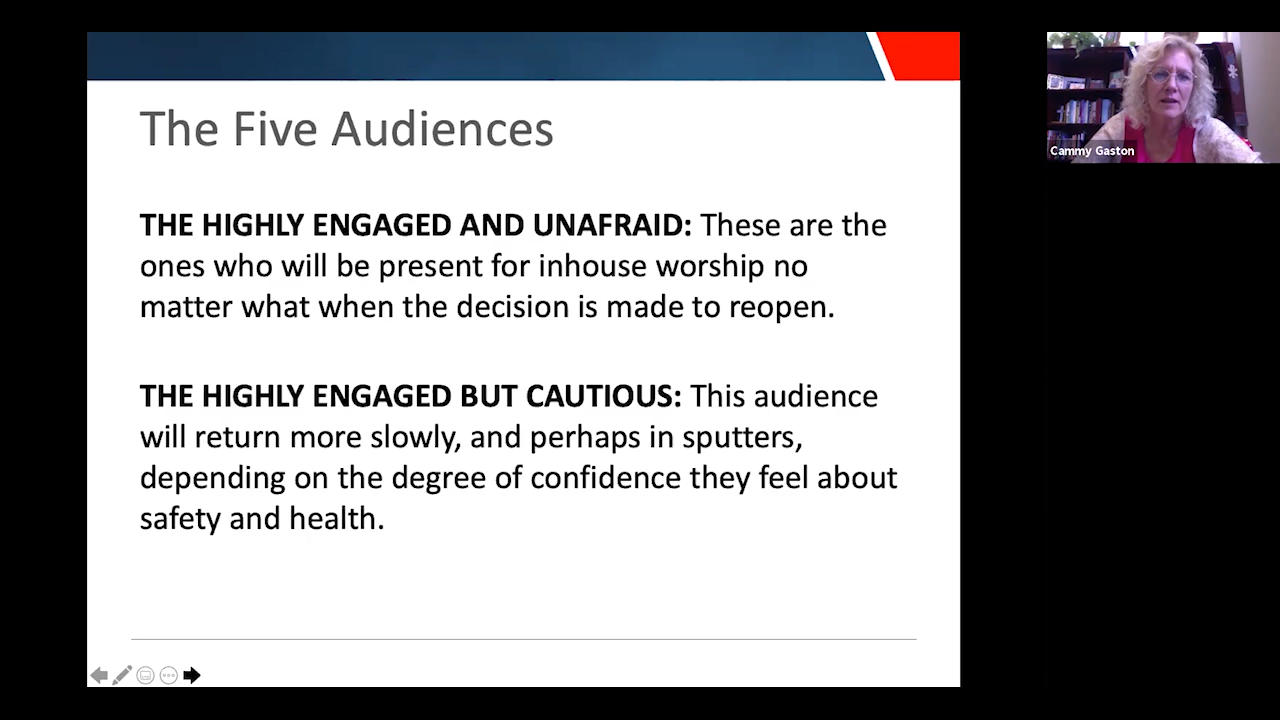 The Five Audiences
THE HIGHLY ENGAGED AND UNAFRAID: These are the
ones who will be present for inhouse worship no
matter what when the decision is made to reopen.
THE HIGHLY ENGAGED BUT CAUTIOUS: This audience
will return more slowly, and perhaps in sputters,
depending on the degree of confidence they feel about
safety and health.
Cammy Gaston